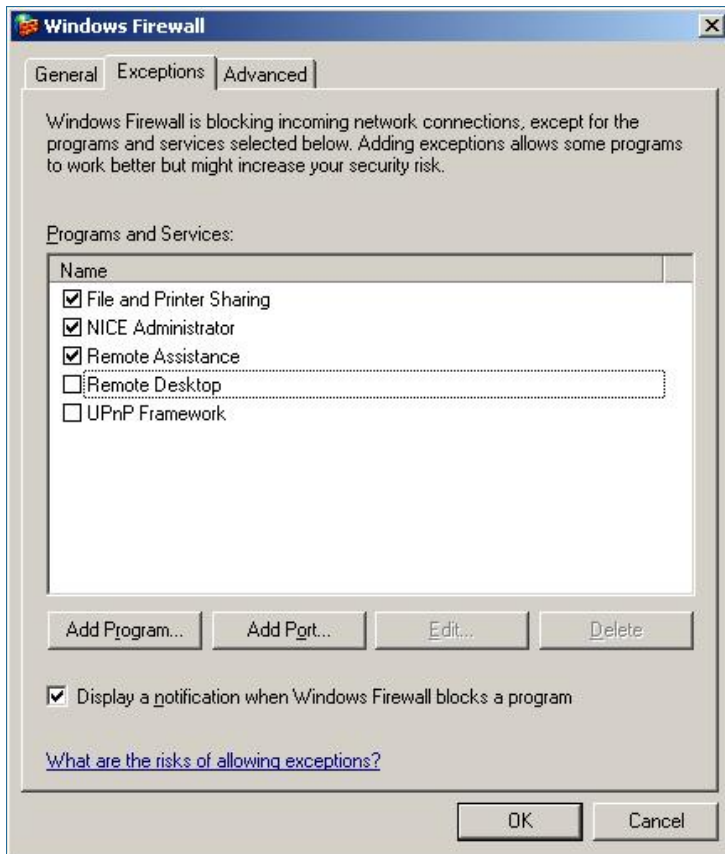 Windows Firewall
General Exceptions Advanced
Windows Firewall is blocking incoming network connections, except for the
programs and services selected below. Adding exceptions allows some programs
to work better but might increase your security risk.
Programs and Services:
Name
File and Printer Sharing
NICE Administrator
Remote Assistance
Remote Desktop
UPnP Framework
Add Program... Add Port... Edit... Delete
Display a notification when Windows Firewall blocks a program
What are the risks of allowing exceptions?
OK Cancel